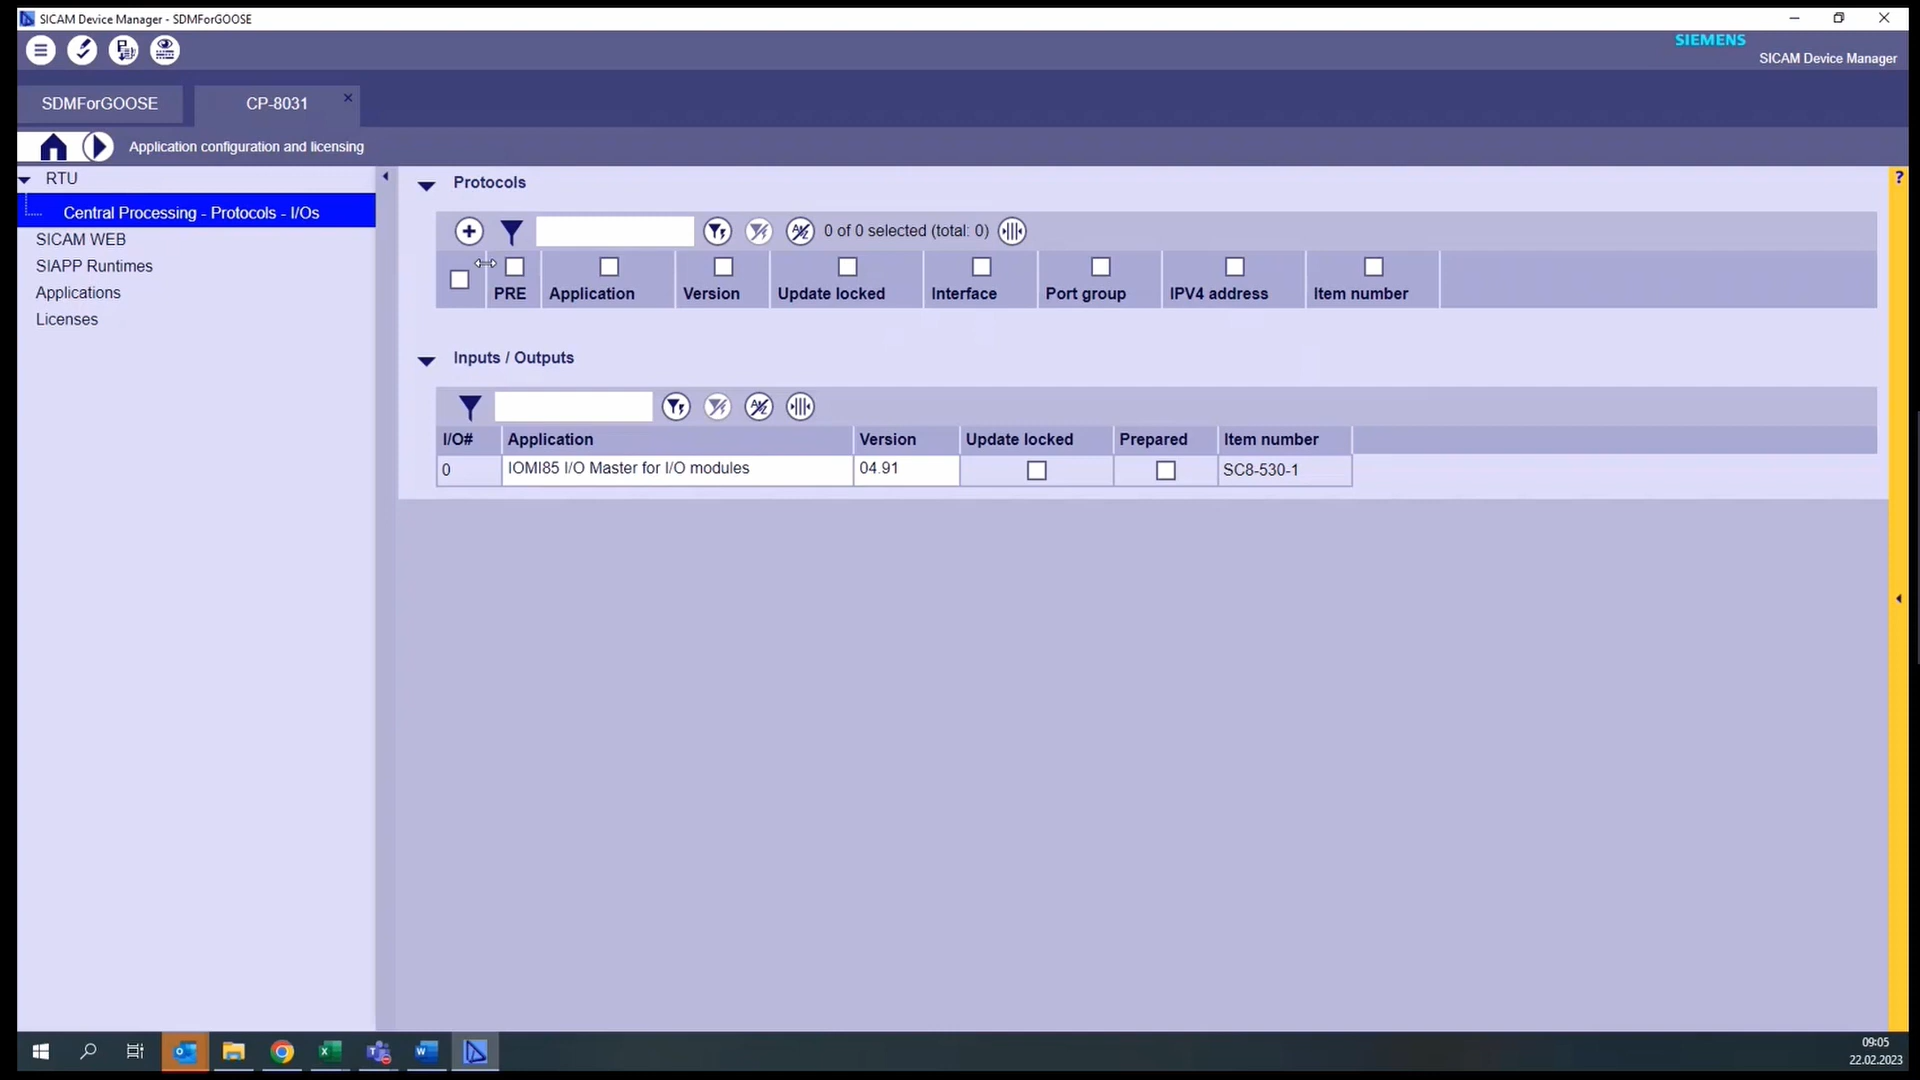 SICAM Device Manager - SDMForGOOSE
SIEMENS
SICAM Device Manager
SDMForGOOSE
CP-8031
Application configuration and licensing
RTU
Central Processing - Protocols - I/Os
SICAM WEB
SIAPP Runtimes
Applications
Licenses
Protocols
0 of 0 selected (total: 0)
PRE Application Version Update locked Interface Port group IPV4 address Item number
Inputs / Outputs
I/O# Application Version Update locked Prepared Item number
0 IOMI85 I/O Master for I/O modules 04.91 SC8-530-1
?
09:05
22.02.2023